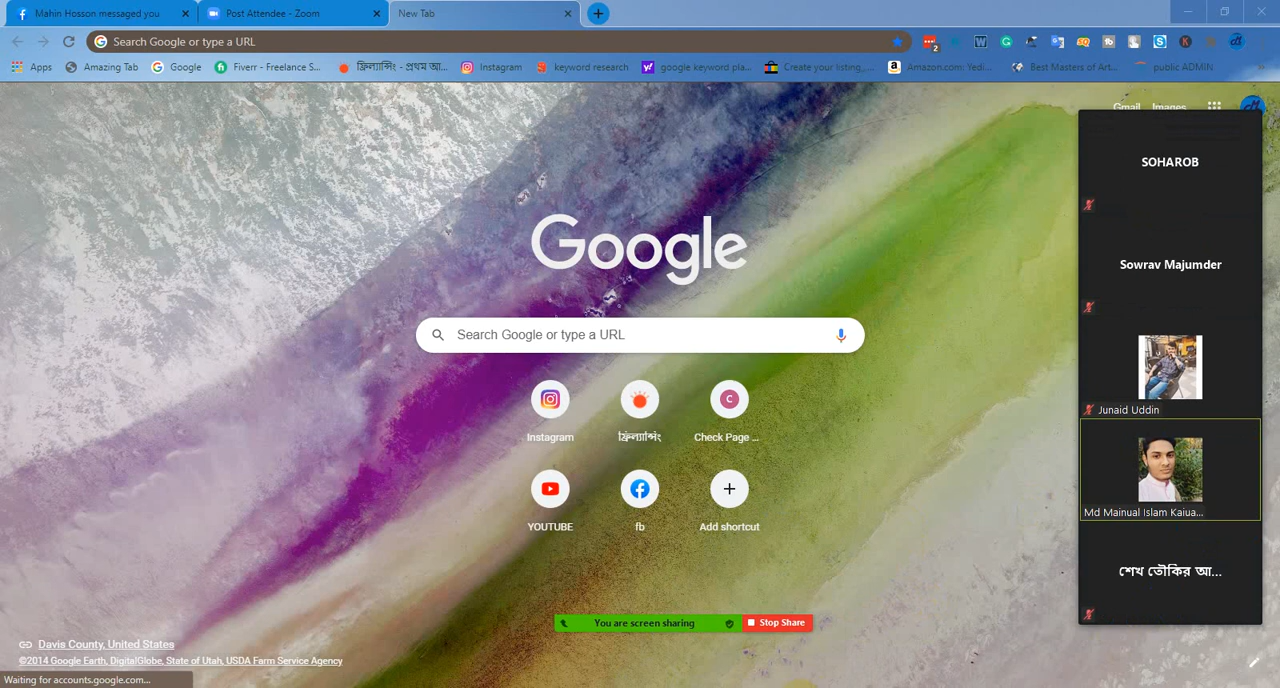 Mahin Hosson messaged you
Post Attendee - Zoom
New Tab
Search Google or type a URL
2
Apps
Amazing Tab
Google
Fiverr - Freelance S...
ফ্রিল্যান্সিং - প্রথম আ...
Instagram
keyword research
google keyword pla...
Create your listing_...
Amazon.com: Yedi...
Best Masters of Art...
public ADMIN
Gmail
Images
SOHAROB
Google
Sowrav Majumder
Search Google or type a URL
Junaid Uddin
C
Instagram
ফ্রিল্যান্সিং
Check Page ...
Md Mainual Islam Kaiua...
YOUTUBE
fb
Add shortcut
শেখ তৌকির আ...
You are screen sharing
Stop Share
Davis County, United States
©2014 Google Earth, DigitalGlobe, State of Utah, USDA Farm Service Agency
Waiting for accounts.google.com...